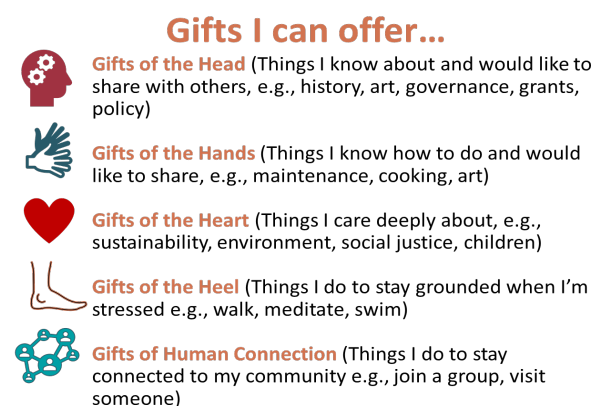 Gifts I can offer...
Gifts of the Head (Things I know about and would like to
share with others, e.g., history, art, governance, grants,
policy)
Gifts of the Hands (Things I know how to do and would
like to share, e.g., maintenance, cooking, art)
Gifts of the Heart (Things I care deeply about, e.g.,
sustainability, environment, social justice, children)
Gifts of the Heel (Things I do to stay grounded when I’m
stressed e.g., walk, meditate, swim)
Gifts of Human Connection (Things I do to stay
connected to my community e.g., join a group, visit
someone)